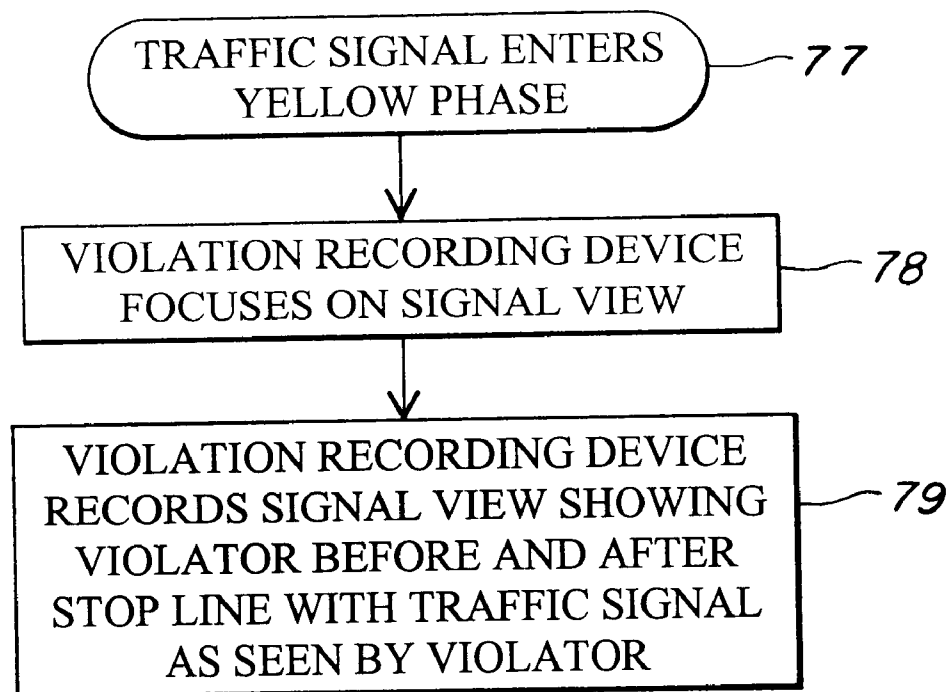 TRAFFIC SIGNAL ENTERS
YELLOW PHASE
77
VIOLATION RECORDING DEVICE
FOCUSES ON SIGNAL VIEW
78
VIOLATION RECORDING DEVICE
RECORDS SIGNAL VIEW SHOWING
VIOLATOR BEFORE AND AFTER
STOP LINE WITH TRAFFIC SIGNAL
AS SEEN BY VIOLATOR
79